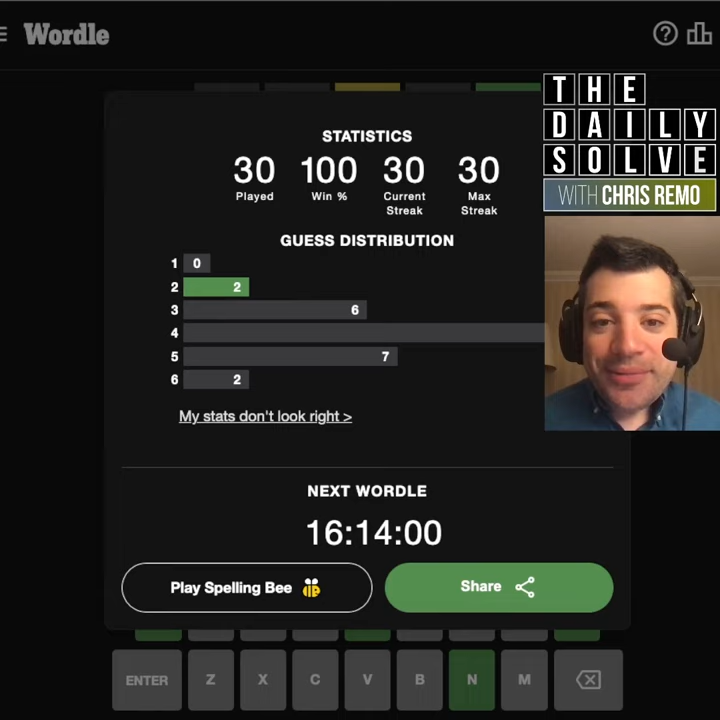 Wordle
THE
DAILY
SOLVE
WITH CHRIS REMO
STATISTICS
30 100 30 30
Played Win % Current Streak Max Streak
GUESS DISTRIBUTION
1 0
2 2
3 6
4
5 7
6 2
My stats don't look right >
NEXT WORDLE
16:14:00
Play Spelling Bee
Share
ENTER Z X C V B N M